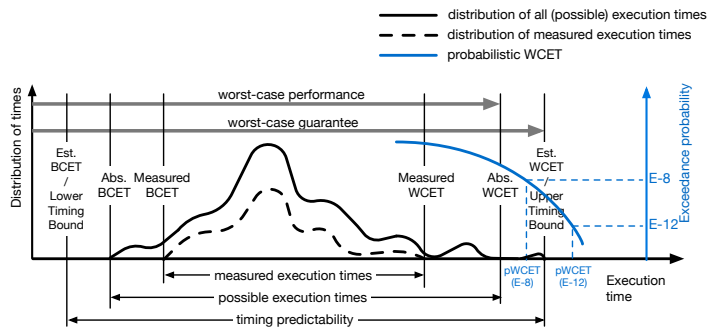 distribution of all (possible) execution times
distribution of measured execution times
probabilistic WCET
worst-case performance
worst-case guarantee
Distribution of times
Est.
BCET
/
Lower
Timing
Bound
Abs.
BCET
Measured
BCET
Measured
WCET
Abs.
WCET
Est.
WCET
/
Upper
Timing
Bound
E-8
E-12
Exceedance probability
measured execution times
possible execution times
timing predictability
pWCET
(E-8)
pWCET
(E-12)
Execution
time